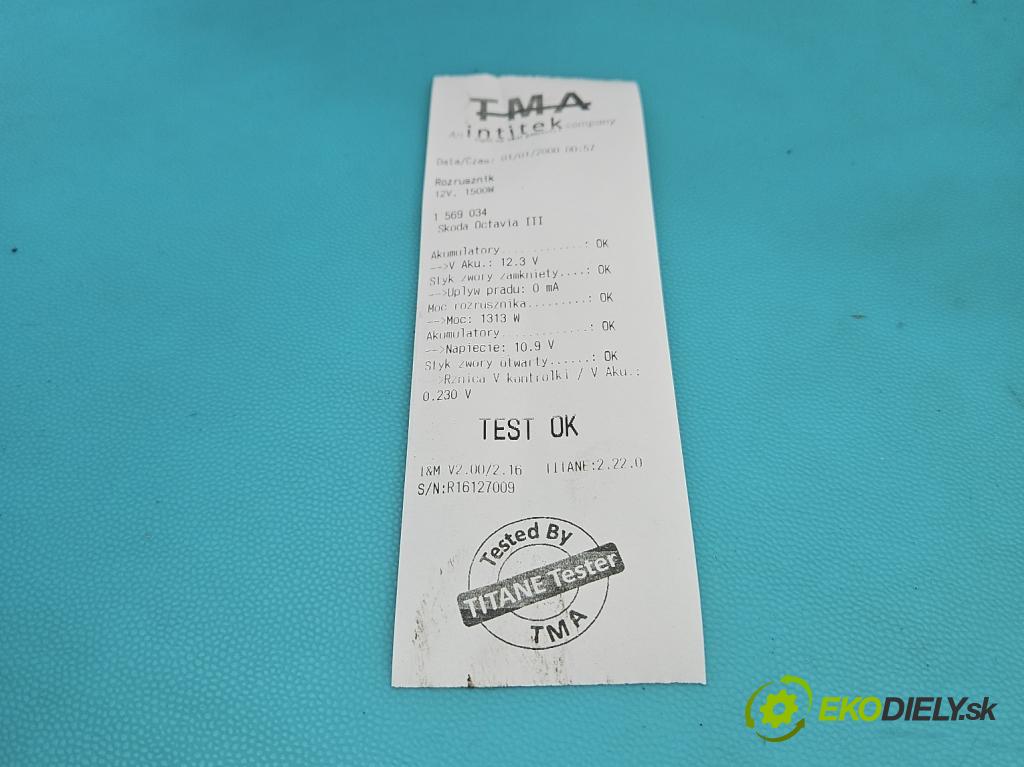 TMA
An intitek company
Data/Czas: 01/01/2000 00:57
Rozrusznik
12V, 1500W
1 569 034
Skoda Octavia III
Akumulatory............: OK
-->V Aku.: 12.3 V
Styk zwory zamkniety....: OK
-->Uplyw pradu: 0 mA
Moc rozrusznika.........: OK
-->Moc: 1313 W
Akumulatory.............: OK
-->Napiecie: 10.9 V
Styk zwory otwarty......: OK
-->Rznica V kontrolki / V Aku.:
0.230 V
TEST OK
I&M V2.00/2.16 TITANE:2.22.0
S/N:R16127009
Tested By
TITANE Tester
TMA
EKODIELY.sk